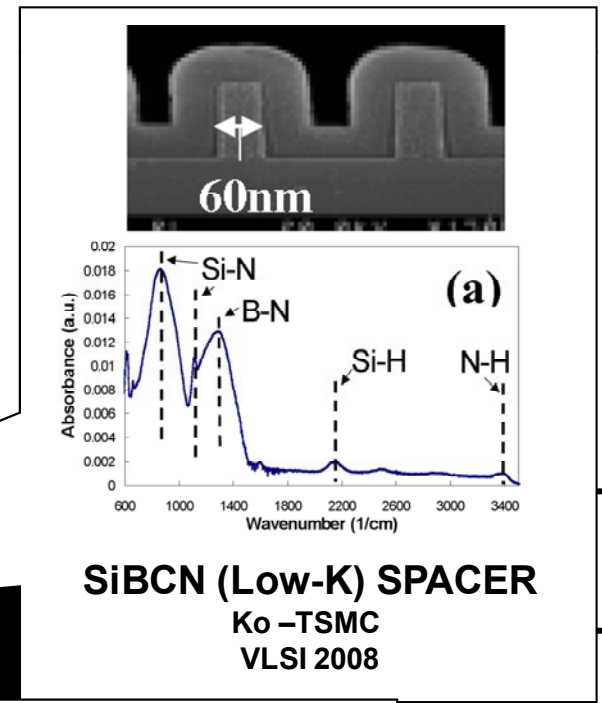 60nm
0.02
0.018
0.016
0.014
0.012
0.01
0.008
0.006
0.004
0.002
0
Absorbance (a.u.)
Si-N
B-N
(a)
Si-H
N-H
600 1000 1400 1800 2200 2600 3000 3400
Wavenumber (1/cm)
SiBCN (Low-K) SPACER
Ko –TSMC
VLSI 2008